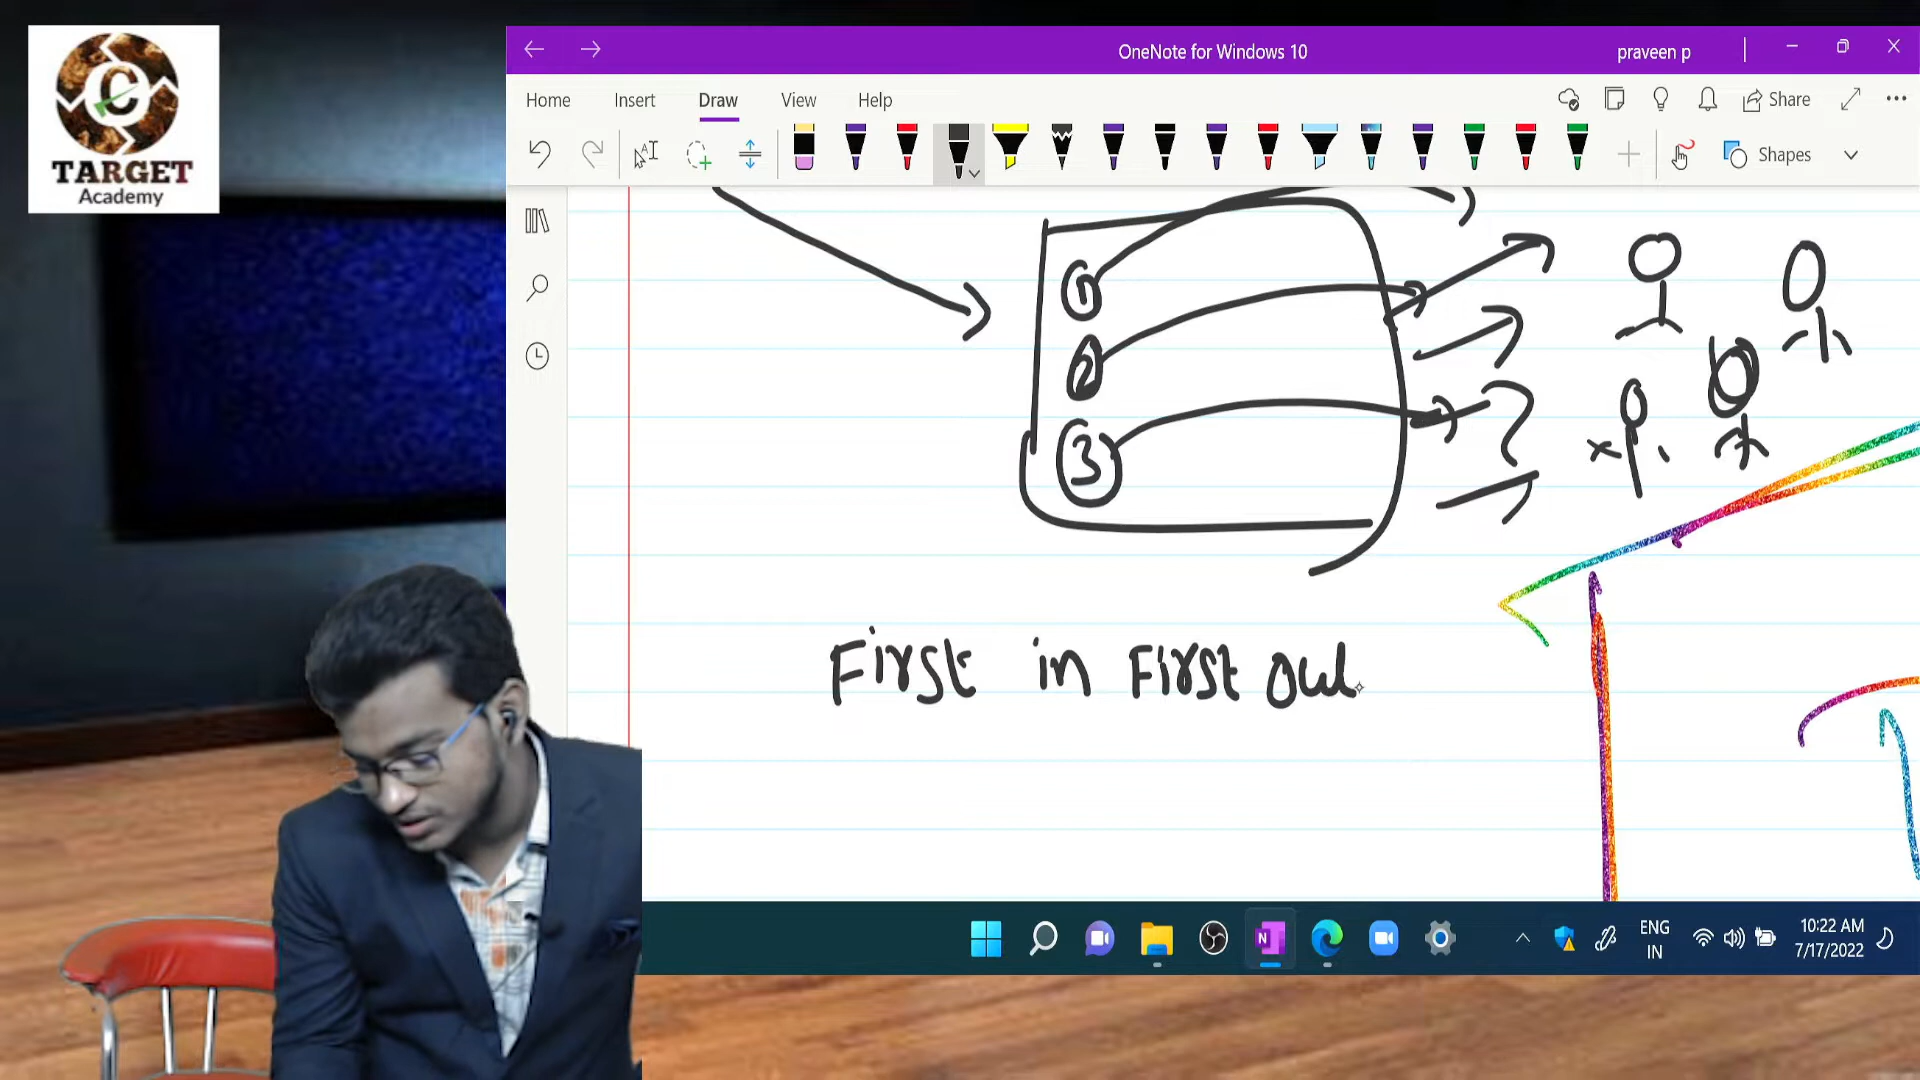 TARGET
Academy
OneNote for Windows 10
praveen p
Home Insert Draw View Help
Share
Shapes
1
2
3
First in First out
ENG
IN
10:22 AM
7/17/2022